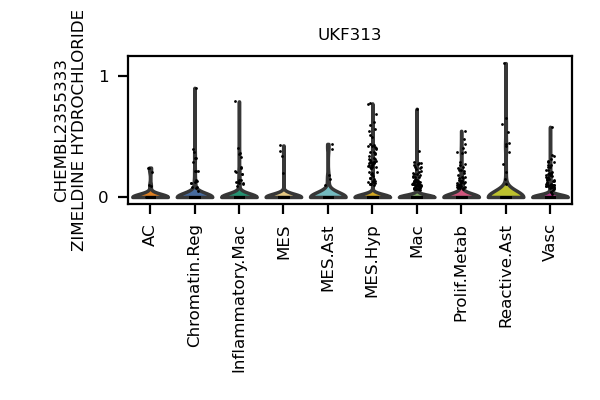 UKF313
CHEMBL2355333
ZIMELDINE HYDROCHLORIDE
1
0
AC
Chromatin.Reg
Inflammatory.Mac
MES
MES.Ast
MES.Hyp
Mac
Prolif.Metab
Reactive.Ast
Vasc